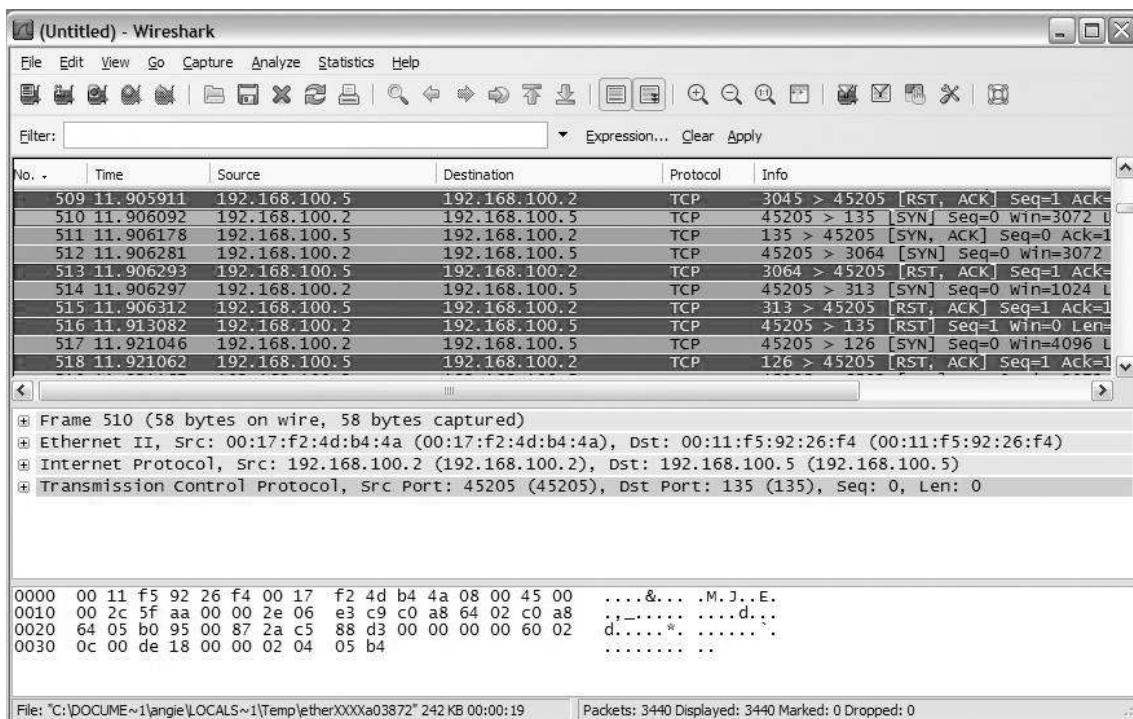 (Untitled) - Wireshark
File Edit View Go Capture Analyze Statistics Help
Filter: Expression... Clear Apply
No. - Time Source Destination Protocol Info
509 11.905911 192.168.100.5 192.168.100.2 TCP 3045 > 45205 [RST, ACK] Seq=1 Ack=
510 11.906092 192.168.100.2 192.168.100.5 TCP 45205 > 135 [SYN] Seq=0 Win=3072 L
511 11.906178 192.168.100.5 192.168.100.2 TCP 135 > 45205 [SYN, ACK] Seq=0 Ack=1
512 11.906281 192.168.100.2 192.168.100.5 TCP 45205 > 3064 [SYN] Seq=0 Win=3072
513 11.906293 192.168.100.5 192.168.100.2 TCP 3064 > 45205 [RST, ACK] Seq=1 Ack=
514 11.906297 192.168.100.2 192.168.100.5 TCP 45205 > 313 [SYN] Seq=0 Win=1024 L
515 11.906312 192.168.100.5 192.168.100.2 TCP 313 > 45205 [RST, ACK] Seq=1 Ack=1
516 11.913082 192.168.100.2 192.168.100.5 TCP 45205 > 135 [RST] Seq=1 Win=0 Len=
517 11.921046 192.168.100.2 192.168.100.5 TCP 45205 > 126 [SYN] Seq=0 Win=4096 L
518 11.921062 192.168.100.5 192.168.100.2 TCP 126 > 45205 [RST, ACK] Seq=1 Ack=1
Frame 510 (58 bytes on wire, 58 bytes captured)
Ethernet II, Src: 00:17:f2:4d:b4:4a (00:17:f2:4d:b4:4a), Dst: 00:11:f5:92:26:f4 (00:11:f5:92:26:f4)
Internet Protocol, Src: 192.168.100.2 (192.168.100.2), Dst: 192.168.100.5 (192.168.100.5)
Transmission Control Protocol, Src Port: 45205 (45205), Dst Port: 135 (135), Seq: 0, Len: 0
0000 00 11 f5 92 26 f4 00 17 f2 4d b4 4a 08 00 45 00 ....&... .M.J..E.
0010 00 2c 5f aa 00 00 2e 06 e3 c9 c0 a8 64 02 c0 a8 .,_..... ....d...
0020 64 05 b0 95 00 87 2a c5 88 d3 00 00 00 00 60 02 d.....*. ......`.
0030 0c 00 de 18 00 00 02 04 05 b4 ........ ..
File: "C:\DOCUME~1\angie\LOCALS~1\Temp\etherXXXXa03872" 242 KB 00:00:19 Packets: 3440 Displayed: 3440 Marked: 0 Dropped: 0